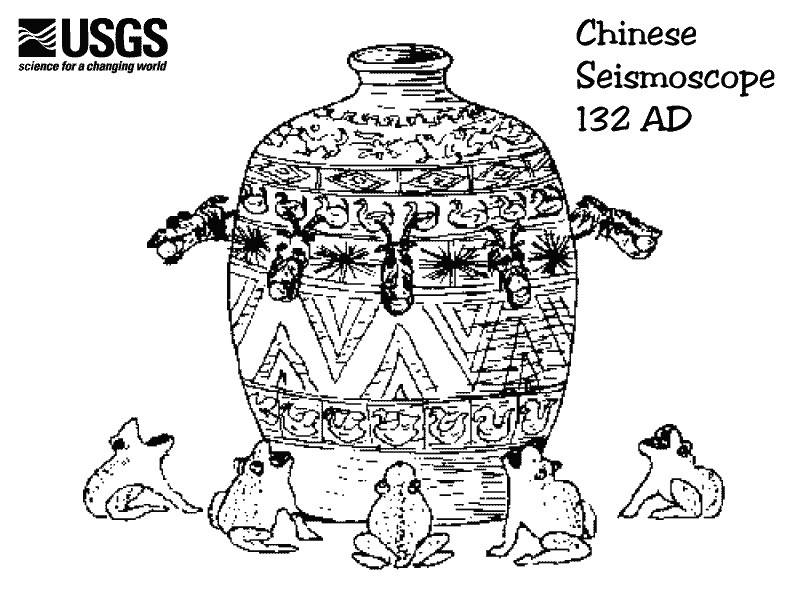 USGS
science for a changing world
Chinese
Seismoscope
132 AD